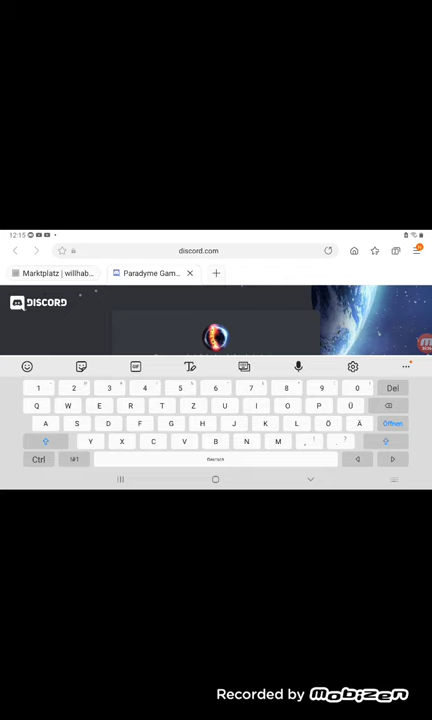 12:15
discord.com
Marktplatz | willhab...
Paradyme Gam...
DISCORD
GIF
1 2 3 4 5 6 7 8 9 0 Del
Q W E R T Z U I O P Ü
A S D F G H J K L Ö Ä Öffnen
Y X C V B N M , ! . ?
Ctrl !#1 Deutsch
Recorded by MOBIZEN